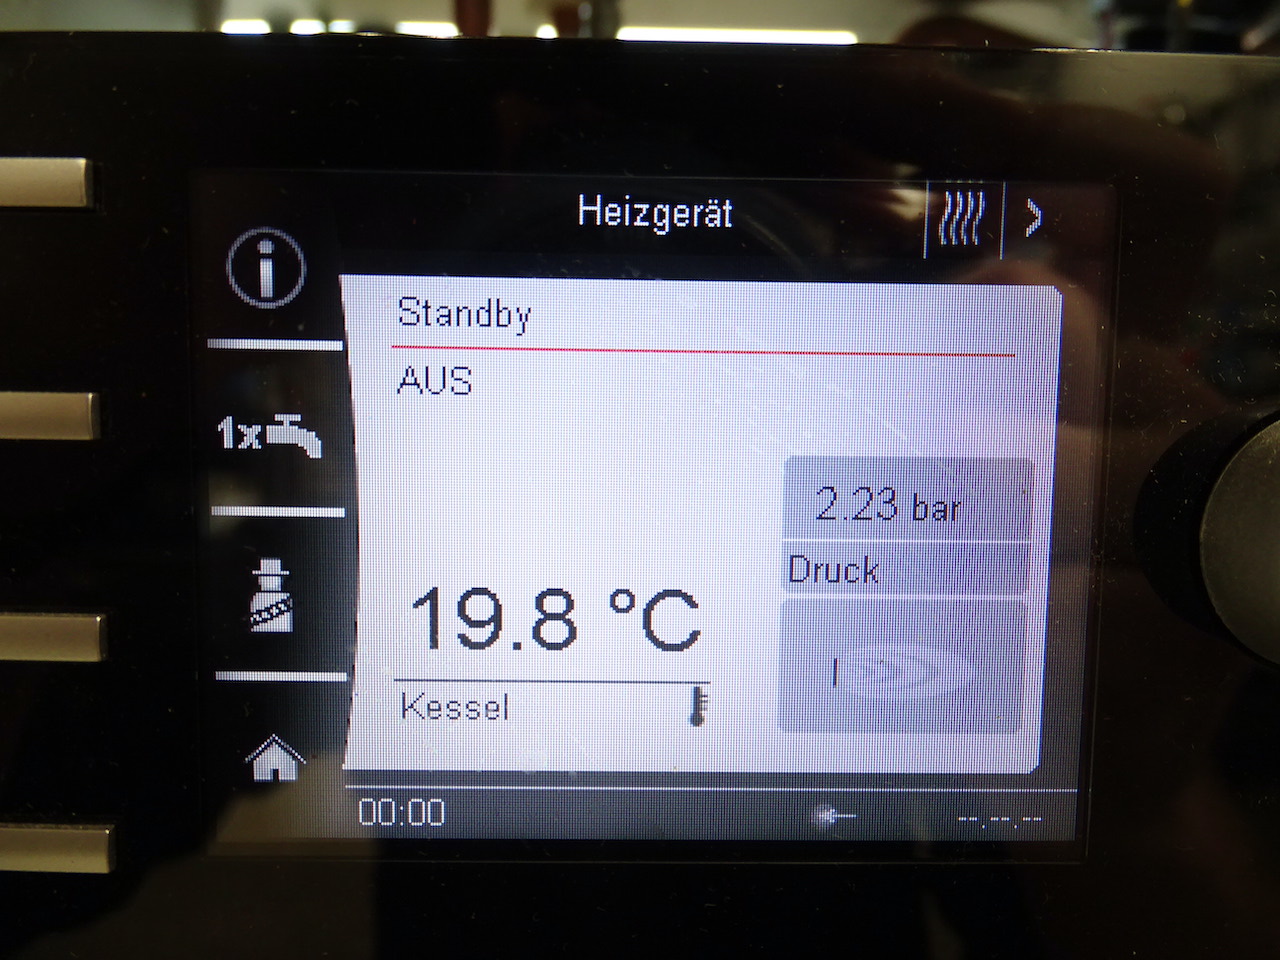 Heizgerät
Standby
AUS
1x
2.23 bar
Druck
19.8 °C
Kessel
00:00
--.--.--